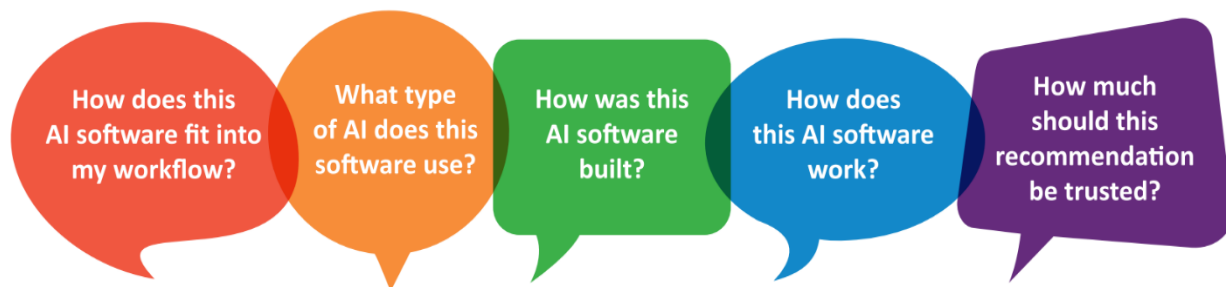 How does this
AI software fit into
my workflow?
What type
of AI does this
software use?
How was this
AI software
built?
How does
this AI software
work?
How much
should this
recommendation
be trusted?